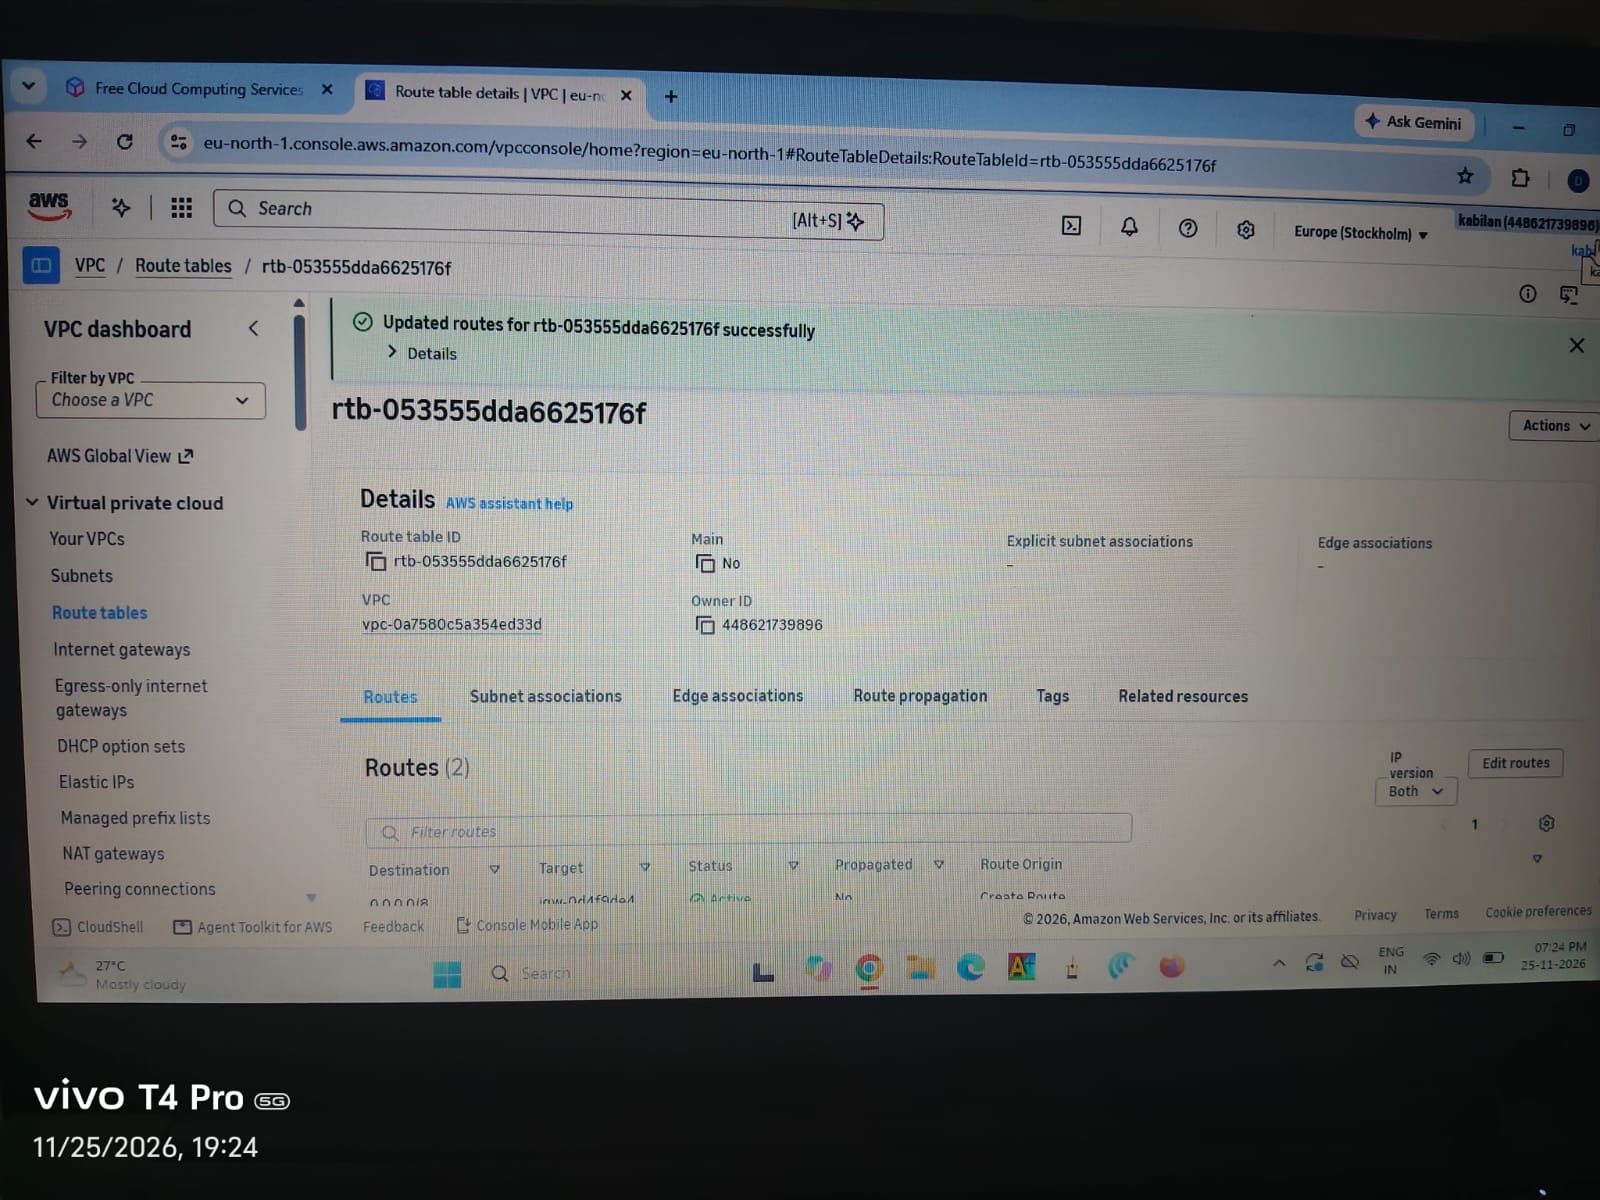 Free Cloud Computing Services
Route table details | VPC | eu-no
Ask Gemini
eu-north-1.console.aws.amazon.com/vpcconsole/home?region=eu-north-1#RouteTableDetails:RouteTableId=rtb-053555dda6625176f
D
aws
Search
[Alt+S]
Europe (Stockholm)
kabilan (448621739896)
VPC / Route tables / rtb-053555dda6625176f
VPC dashboard
Filter by VPC
Choose a VPC
AWS Global View
Virtual private cloud
Your VPCs
Subnets
Route tables
Internet gateways
Egress-only internet
gateways
DHCP option sets
Elastic IPs
Managed prefix lists
NAT gateways
Peering connections
Updated routes for rtb-053555dda6625176f successfully
Details
rtb-053555dda6625176f
Actions
Details AWS assistant help
Route table ID
rtb-053555dda6625176f
Main
No
Explicit subnet associations
-
Edge associations
-
VPC
vpc-0a7580c5a354ed33d
Owner ID
448621739896
Routes Subnet associations Edge associations Route propagation Tags Related resources
Routes (2)
IP
version
Both
Edit routes
Filter routes
1
Destination Target Status Propagated Route Origin
Active No Create Route
CloudShell Agent Toolkit for AWS Feedback Console Mobile App
© 2026, Amazon Web Services, Inc. or its affiliates. Privacy Terms Cookie preferences
27°C
Mostly cloudy
Search
ENG
IN
07:24 PM
25-11-2026
vivo T4 Pro 5G
11/25/2026, 19:24